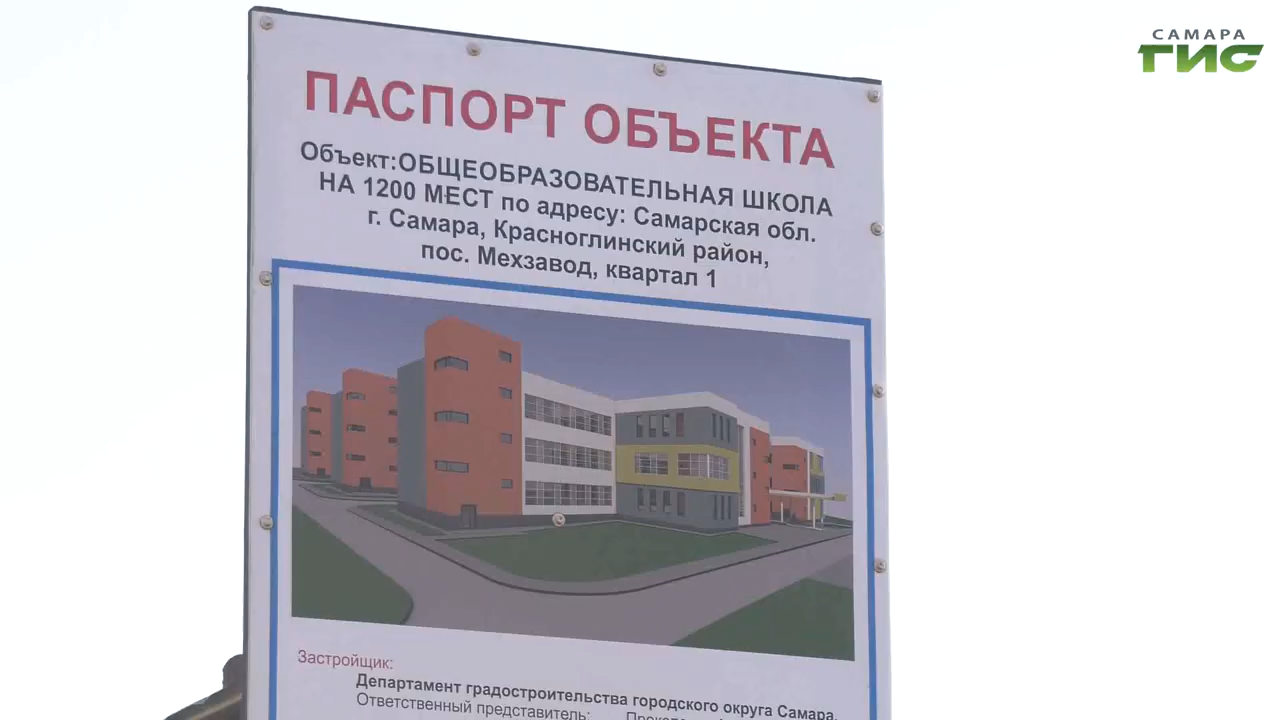 САМАРА
ГИС
ПАСПОРТ ОБЪЕКТА
Объект:ОБЩЕОБРАЗОВАТЕЛЬНАЯ ШКОЛА
НА 1200 МЕСТ по адресу: Самарская обл.
г. Самара, Красноглинский район,
пос. Мехзавод, квартал 1
Застройщик:
Департамент градостроительства городского округа Самара.
Ответственный представитель: